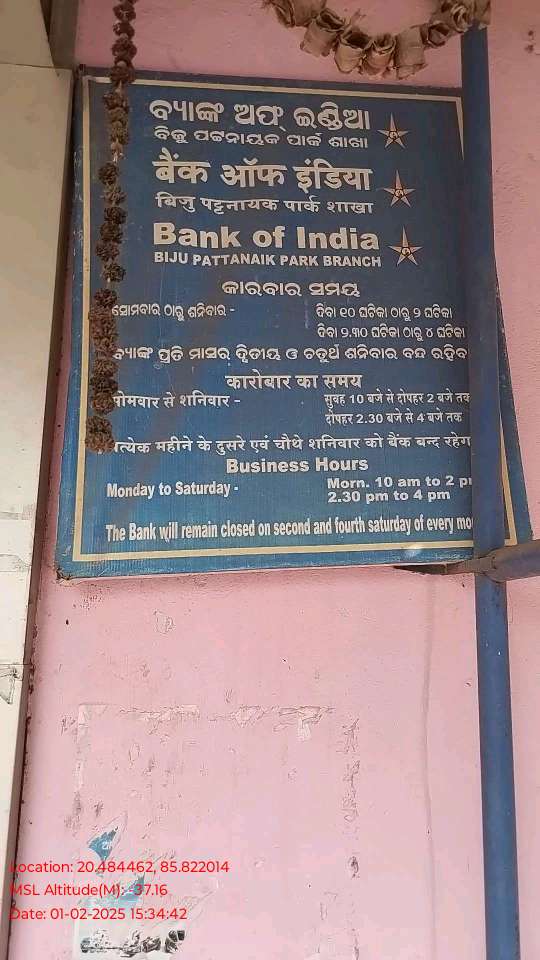 ବ୍ୟାଙ୍କ ଅଫ୍ ଇଣ୍ଡିଆ
ବିଜୁ ପଟ୍ଟନାୟକ ପାର୍କ ଶାଖା
बैंक ऑफ इंडिया
बिजु पट्टनायक पार्क शाखा
Bank of India
BIJU PATTANAIK PARK BRANCH
କାରବାର ସମୟ
ସୋମବାର ଠାରୁ ଶନିବାର - ଦିବା ୧୦ ଘଟିକା ଠାରୁ ୨ ଘଟିକା
ଦିବା ୨.୩୦ ଘଟିକା ଠାରୁ ୪ ଘଟିକା
ବ୍ୟାଙ୍କ ପ୍ରତି ମାସର ଦ୍ୱିତୀୟ ଓ ଚତୁର୍ଥ ଶନିବାର ବନ୍ଦ ରହିବ
कारोबार का समय
से शनिवार - सुबह 10 बजे से दोपहर 2 बजे तक
दोपहर 2.30 बजे से 4 बजे तक
महीने के दुसरे एवं चौथे शनिवार को बैंक बन्द
Business Hours
Monday to Saturday - Morn. 10 am to 2
2.30 pm to 4 pm
The Bank will remain closed on second and fourth saturday of every
Location: 20.484462, 85.822014
MSL Altitude(M): -37.16
Date: 01-02-2025 15:34:42